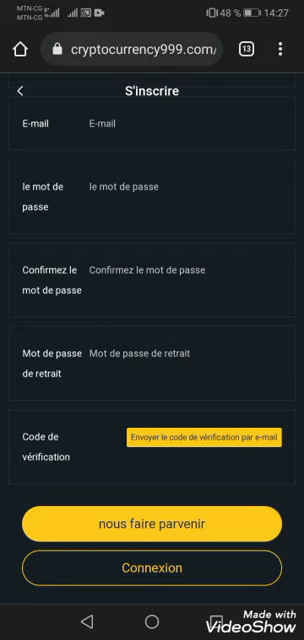 MTN-CG
MTN-CG
48 %
14:27
cryptocurrency999.com/
13
S'inscrire
E-mail
E-mail
le mot de passe
le mot de
passe
Confirmez le mot de passe
Confirmez le
mot de passe
Mot de passe de retrait
Mot de passe
de retrait
Code de
vérification
Envoyer le code de vérification par e-mail
nous faire parvenir
Connexion
Made with
VideoShow